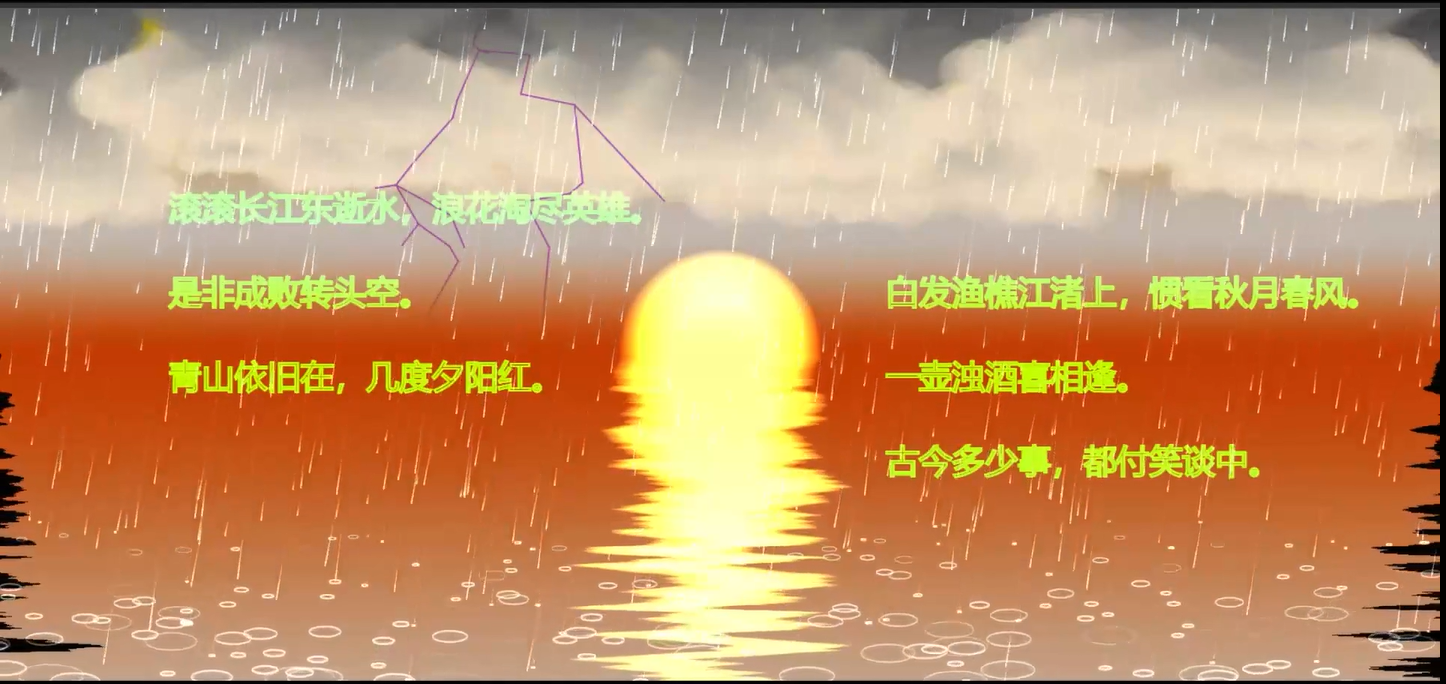 滚滚长江东逝水，浪花淘尽英雄。
是非成败转头空。
青山依旧在，几度夕阳红。
白发渔樵江渚上，惯看秋月春风。
一壶浊酒喜相逢。
古今多少事，都付笑谈中。